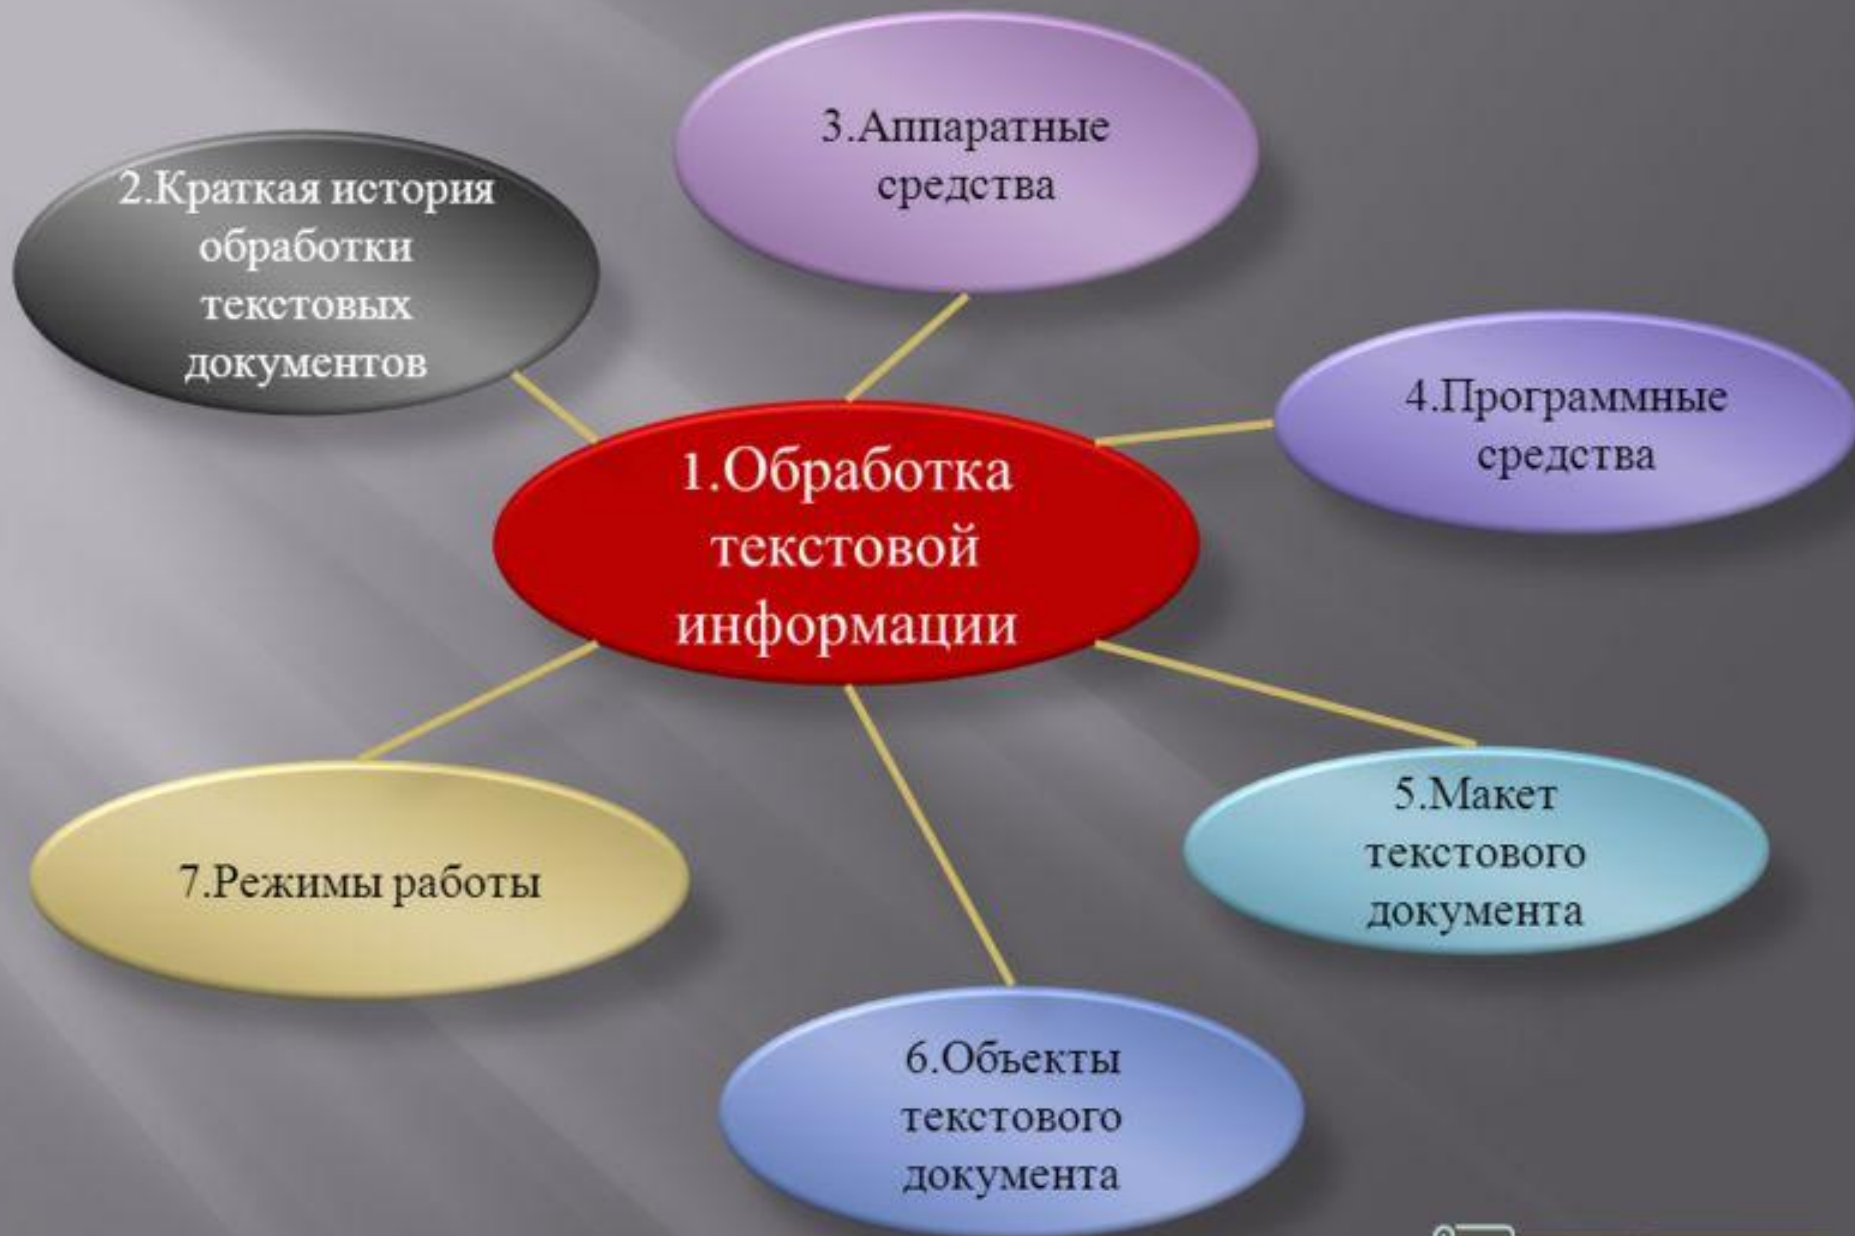 3.Аппаратные
средства
2.Краткая история
обработки
текстовых
документов
4.Программные
средства
1.Обработка
текстовой
информации
5.Макет
текстового
документа
7.Режимы работы
6.Объекты
текстового
документа